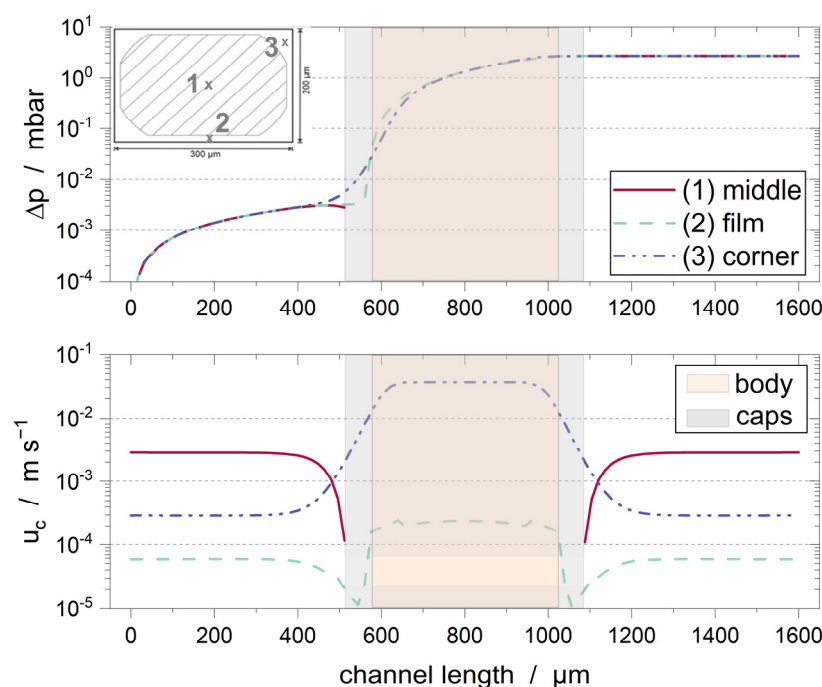 10¹
10⁰
10⁻¹
10⁻²
10⁻³
10⁻⁴
Δp / mbar
1
2
3
300 µm
200 µm
(1) middle
(2) film
(3) corner
0 200 400 600 800 1000 1200 1400 1600
10⁻¹
10⁻²
10⁻³
10⁻⁴
10⁻⁵
u_c / m s⁻¹
body
caps
0 200 400 600 800 1000 1200 1400 1600
channel length / µm